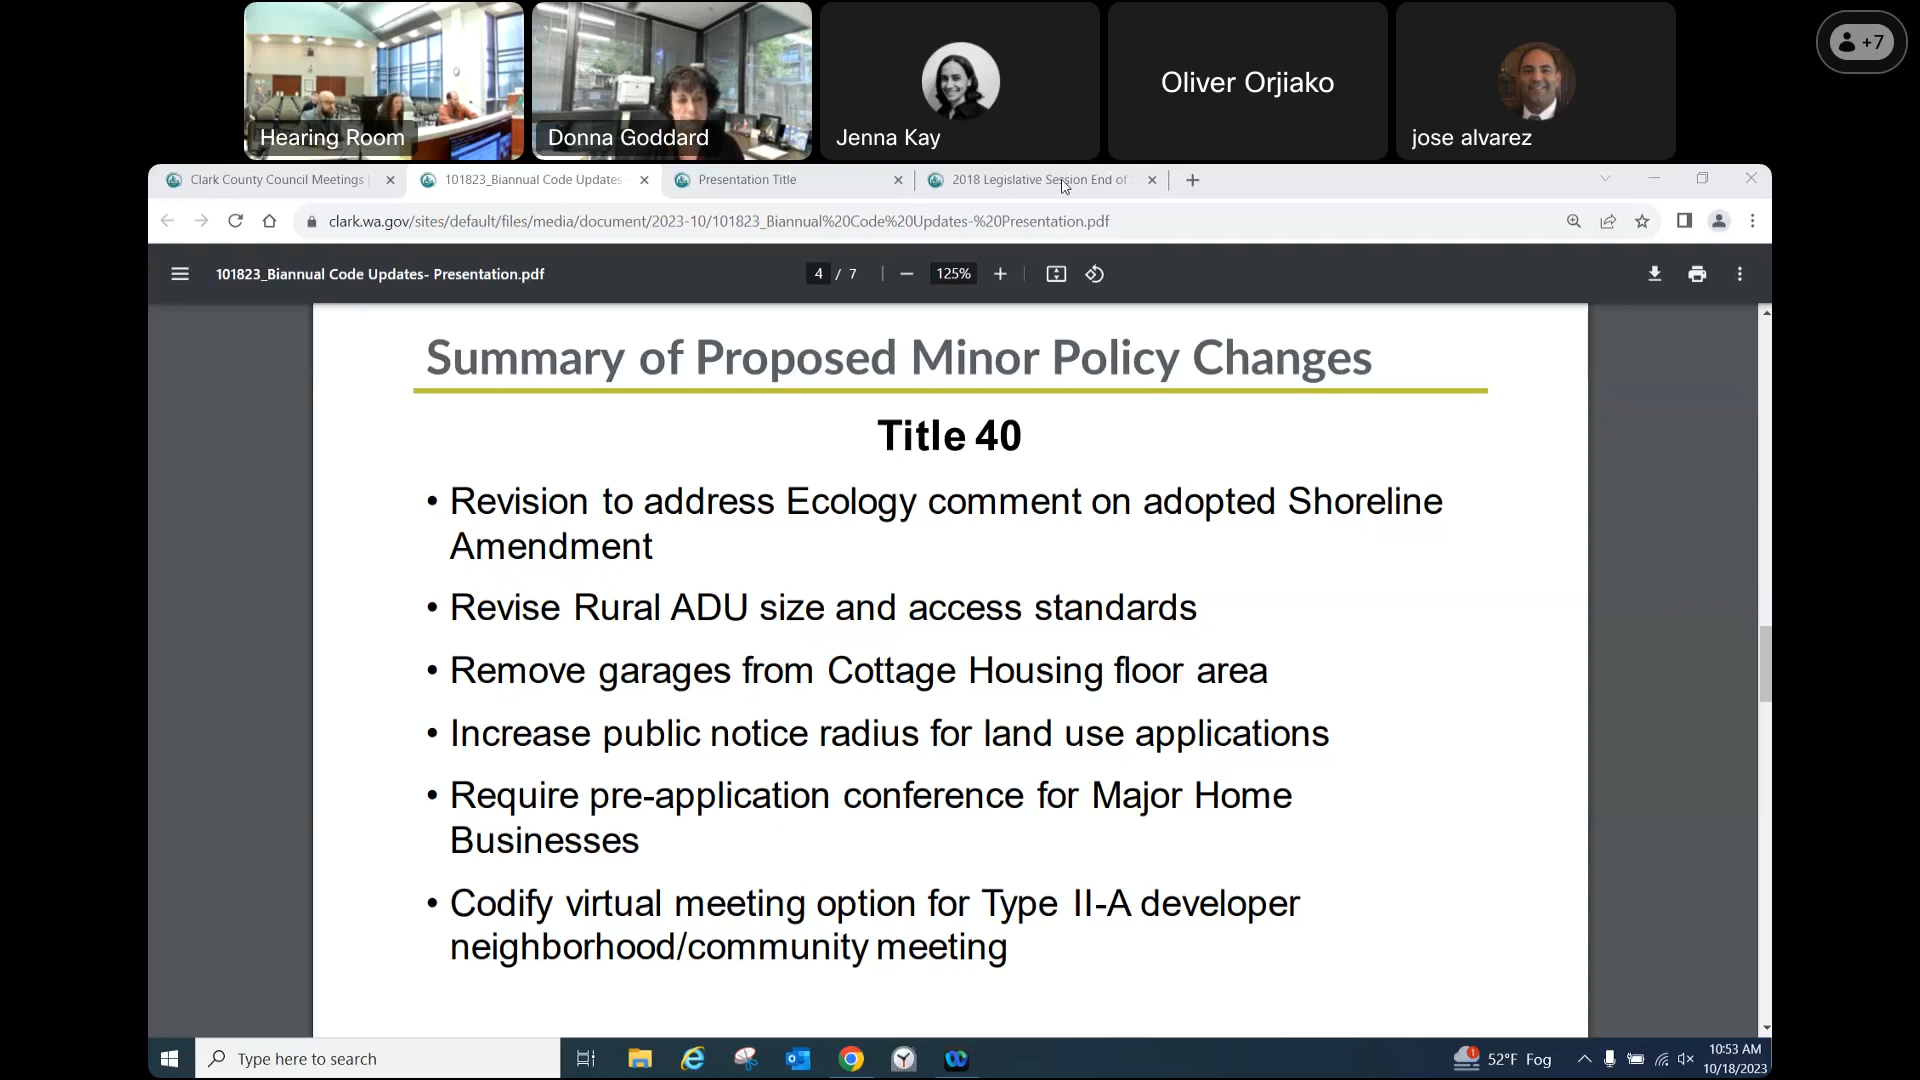 Hearing Room
Donna Goddard
Jenna Kay
Oliver Orjiako
jose alvarez
+7
Clark County Council Meetings
101823_Biannual Code Updates
Presentation Title
2018 Legislative Session End of
clark.wa.gov/sites/default/files/media/document/2023-10/101823_Biannual%20Code%20Updates-%20Presentation.pdf
101823_Biannual Code Updates- Presentation.pdf
4 / 7
125%
Summary of Proposed Minor Policy Changes
Title 40
• Revision to address Ecology comment on adopted Shoreline
Amendment
• Revise Rural ADU size and access standards
• Remove garages from Cottage Housing floor area
• Increase public notice radius for land use applications
• Require pre-application conference for Major Home
Businesses
• Codify virtual meeting option for Type II-A developer
neighborhood/community meeting
Type here to search
52°F Fog
10:53 AM
10/18/2023